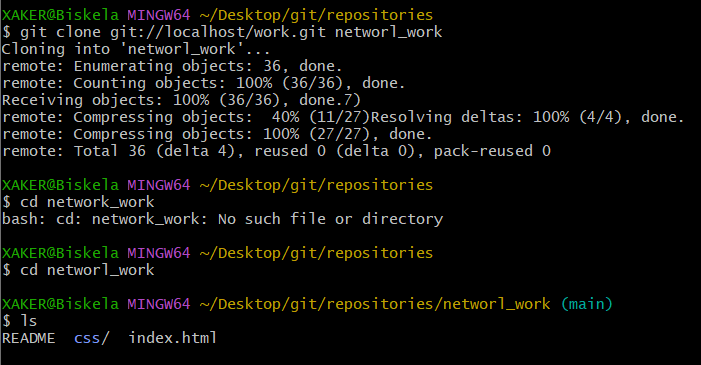 XAKER@Biskela MINGW64 ~/Desktop/git/repositories
$ git clone git://localhost/work.git networl_work
Cloning into 'networl_work'...
remote: Enumerating objects: 36, done.
remote: Counting objects: 100% (36/36), done.
Receiving objects: 100% (36/36), done.7)
remote: Compressing objects:  40% (11/27)Resolving deltas: 100% (4/4), done.
remote: Compressing objects: 100% (27/27), done.
remote: Total 36 (delta 4), reused 0 (delta 0), pack-reused 0
XAKER@Biskela MINGW64 ~/Desktop/git/repositories
$ cd network_work
bash: cd: network_work: No such file or directory
XAKER@Biskela MINGW64 ~/Desktop/git/repositories
$ cd networl_work
XAKER@Biskela MINGW64 ~/Desktop/git/repositories/networl_work (main)
$ ls
README  css/  index.html